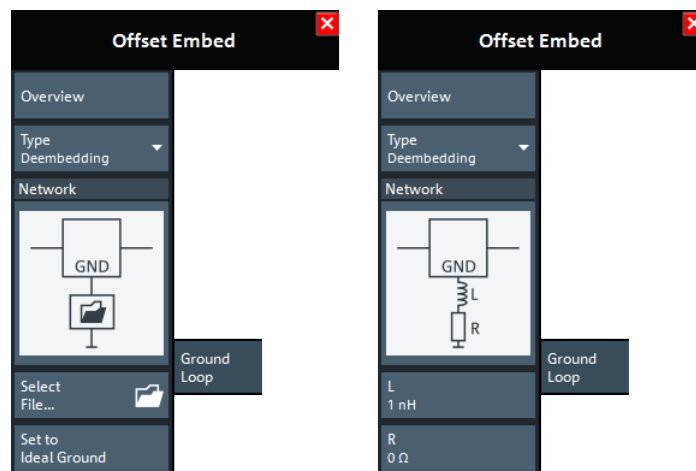 Offset Embed
Overview
Type
Deembedding
Network
GND
Ground
Loop
Select
File...
Set to
Ideal Ground
Offset Embed
Overview
Type
Deembedding
Network
GND
L
R
Ground
Loop
L
1 nH
R
0 Ω